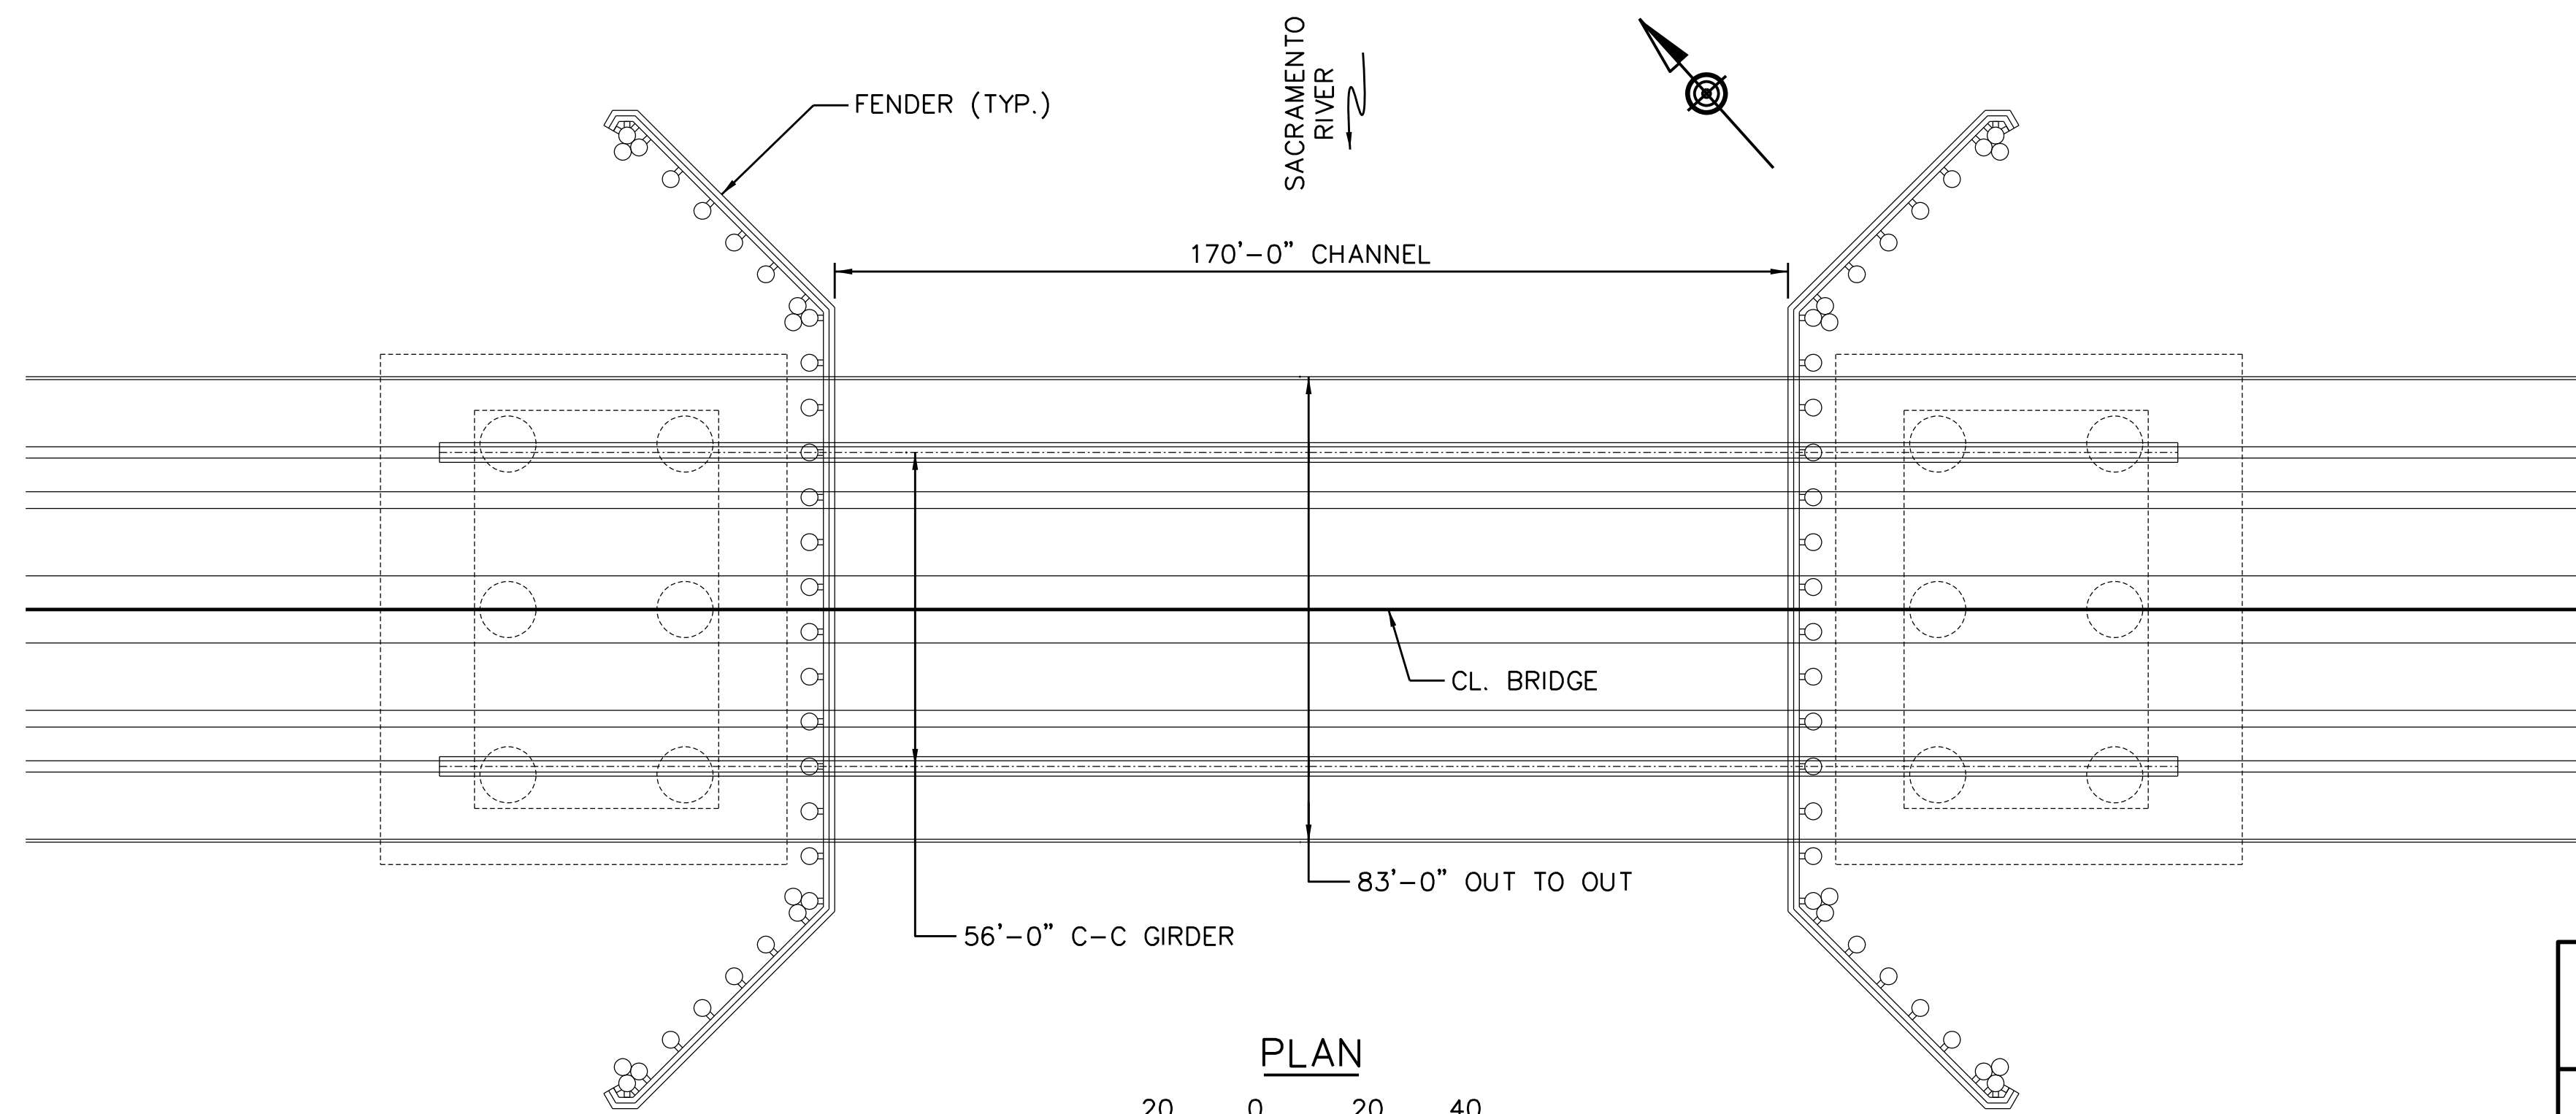 SACRAMENTO
RIVER
FENDER (TYP.)
170'-0" CHANNEL
CL. BRIDGE
83'-0" OUT TO OUT
56'-0" C-C GIRDER
PLAN
20 0 20 40